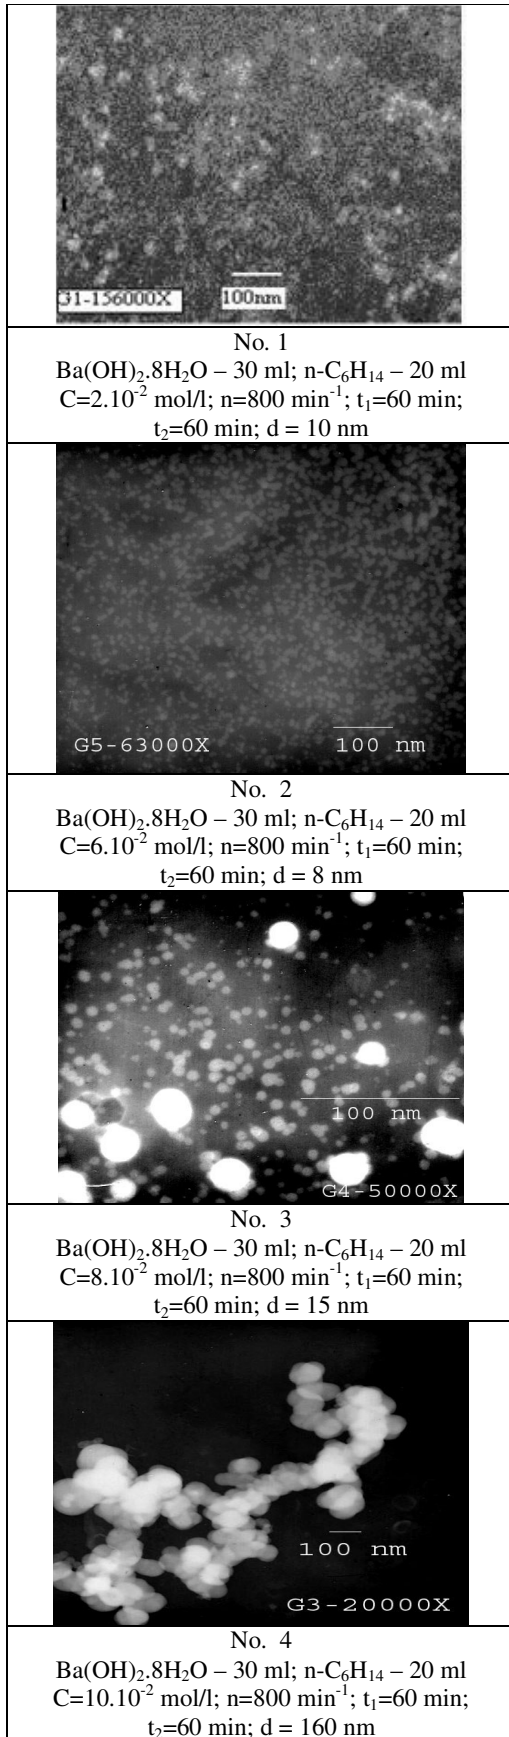 G1-156000X
100nm
No. 1
Ba(OH)₂.8H₂O – 30 ml; n-C₆H₁₄ – 20 ml
C=2.10⁻² mol/l; n=800 min⁻¹; t₁=60 min;
t₂=60 min; d = 10 nm
G5-63000X
100 nm
No. 2
Ba(OH)₂.8H₂O – 30 ml; n-C₆H₁₄ – 20 ml
C=6.10⁻² mol/l; n=800 min⁻¹; t₁=60 min;
t₂=60 min; d = 8 nm
100 nm
G4-50000X
No. 3
Ba(OH)₂.8H₂O – 30 ml; n-C₆H₁₄ – 20 ml
C=8.10⁻² mol/l; n=800 min⁻¹; t₁=60 min;
t₂=60 min; d = 15 nm
100 nm
G3-20000X
No. 4
Ba(OH)₂.8H₂O – 30 ml; n-C₆H₁₄ – 20 ml
C=10.10⁻² mol/l; n=800 min⁻¹; t₁=60 min;
t₂=60 min; d = 160 nm